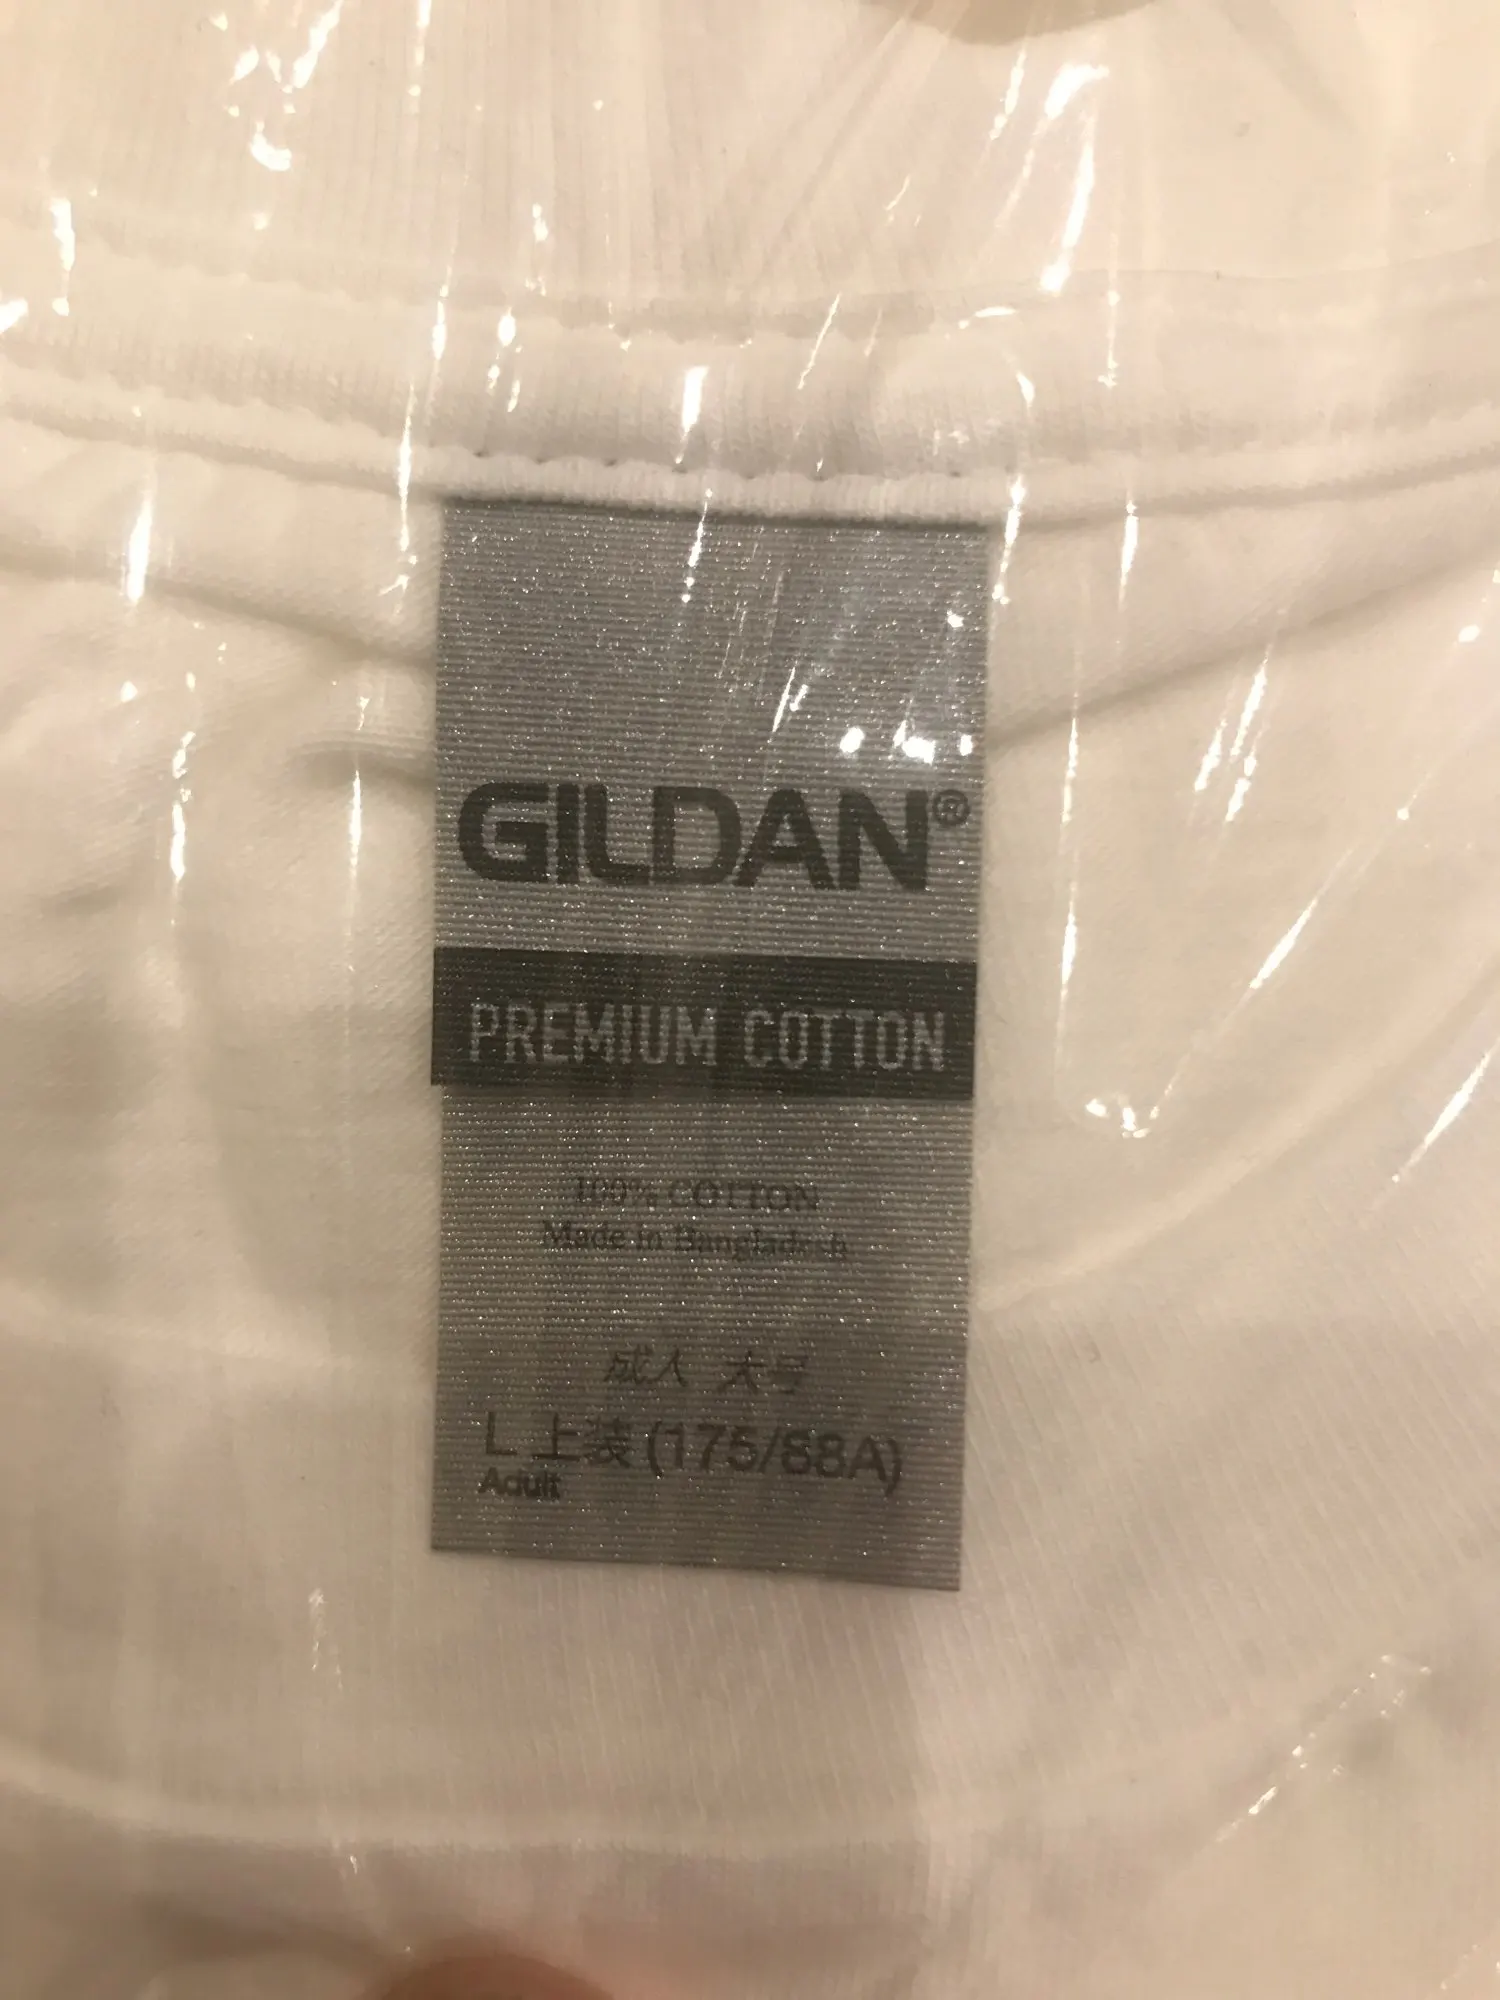 GILDAN®
PREMIUM COTTON
100% COTTON
Made in Bangladesh
成人 大号
L 上装 (175/88A)
Adult